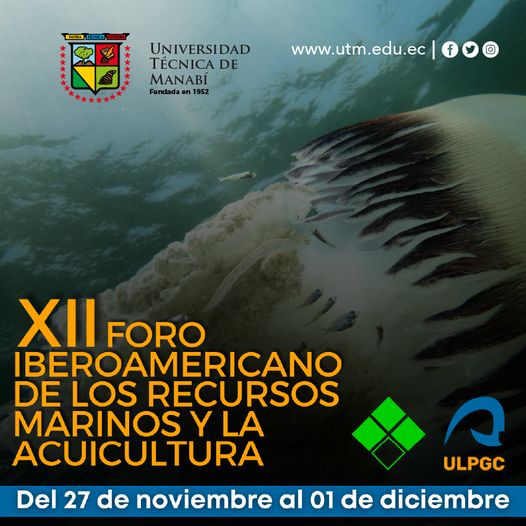 UNIVERSIDAD
TÉCNICA DE
MANABÍ
Fundada en 1952
www.utm.edu.ec |
XII FORO
IBEROAMERICANO
DE LOS RECURSOS
MARINOS Y LA
ACUICULTURA
ULPGC
Del 27 de noviembre al 01 de diciembre